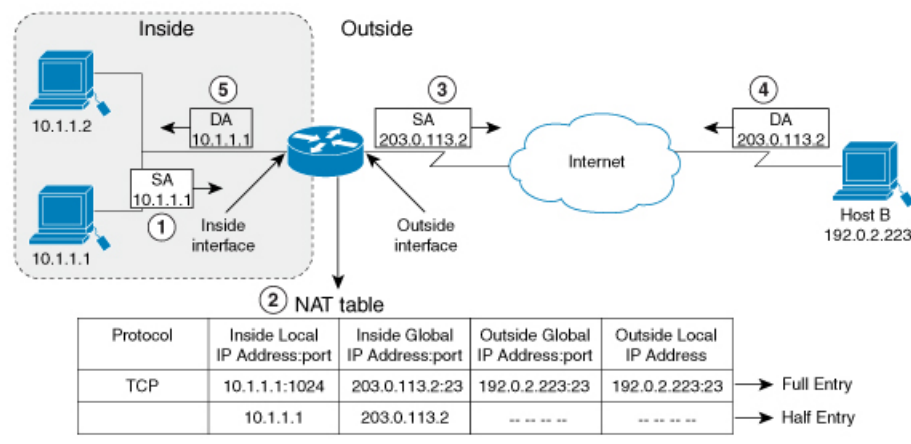 Inside
Outside
5
DA
10.1.1.1
10.1.1.2
SA
10.1.1.1
1
10.1.1.1
Inside
interface
3
SA
203.0.113.2
Outside
interface
Internet
4
DA
203.0.113.2
Host B
192.0.2.223
2 NAT table
Protocol
Inside Local
IP Address:port
Inside Global
IP Address:port
Outside Global
IP Address:port
Outside Local
IP Address
TCP
10.1.1.1:1024
203.0.113.2:23
192.0.2.223:23
192.0.2.223:23
Full Entry
10.1.1.1
203.0.113.2
-- -- -- --
-- -- -- --
Half Entry